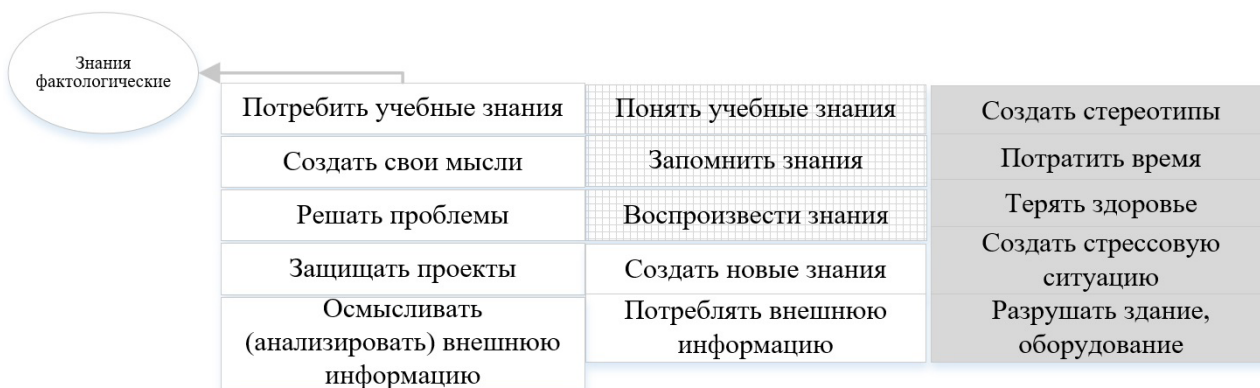 Знания
фактологические
Потребить учебные знания
Понять учебные знания
Создать стереотипы
Создать свои мысли
Запомнить знания
Потратить время
Решать проблемы
Воспроизвести знания
Терять здоровье
Защищать проекты
Создать новые знания
Создать стрессовую
ситуацию
Осмысливать
(анализировать) внешнюю
информацию
Потреблять внешнюю
информацию
Разрушать здание,
оборудование